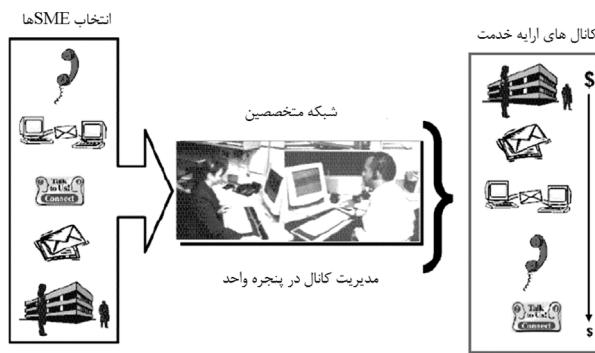 انتخاب SMEها
کانال های ارایه خدمت
شبکه متخصصین
مدیریت کانال در پنجره واحد
Talk
to Us!
Connect
$
Talk
to Us!
Connect
$